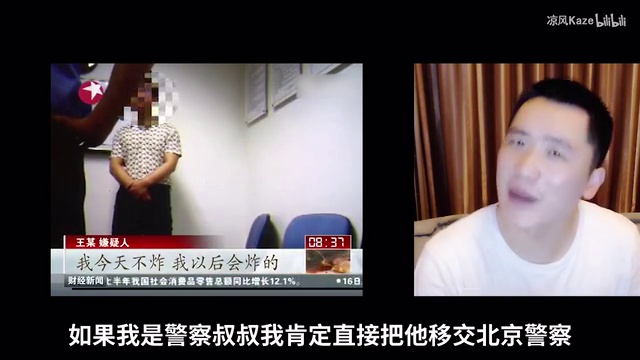 凉风Kaze bilibili
王某 嫌疑人
08:37
我今天不炸 我以后会炸的
财经新闻
上半年我国社会消费品零售总额同比增长12.1%。
16日
如果我是警察叔叔我肯定直接把他移交北京警察